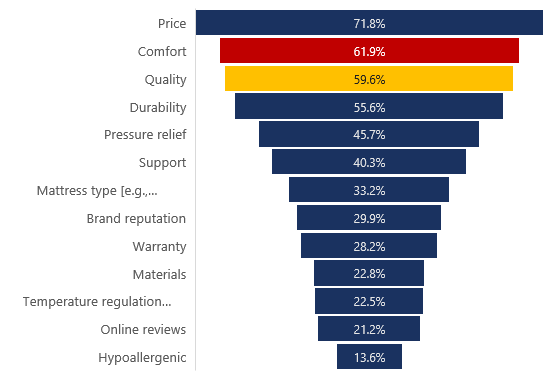 Price 71.8%
Comfort 61.9%
Quality 59.6%
Durability 55.6%
Pressure relief 45.7%
Support 40.3%
Mattress type [e.g.,... 33.2%
Brand reputation 29.9%
Warranty 28.2%
Materials 22.8%
Temperature regulation... 22.5%
Online reviews 21.2%
Hypoallergenic 13.6%